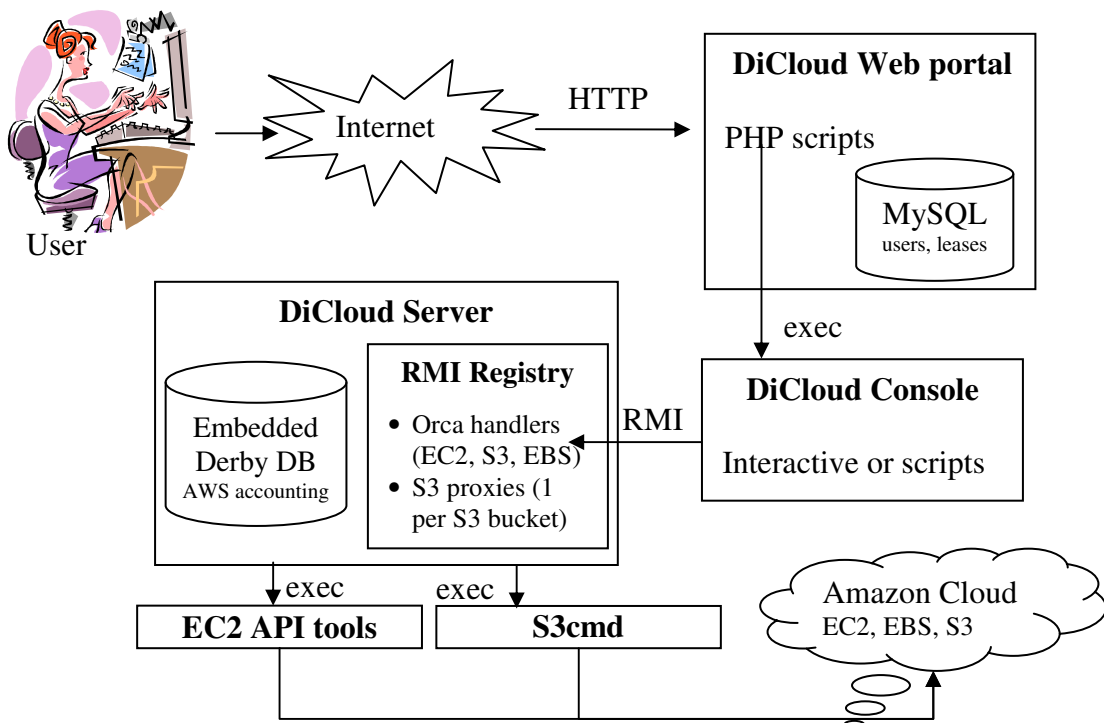 DiCloud Web portal
HTTP
Internet
PHP scripts
MySQL
users, leases
User
DiCloud Server
exec
RMI Registry
DiCloud Console
• Orca handlers
(EC2, S3, EBS)
• S3 proxies (1
per S3 bucket)
RMI
Embedded
Derby DB
AWS accounting
Interactive or scripts
exec
exec
EC2 API tools
S3cmd
Amazon Cloud
EC2, EBS, S3